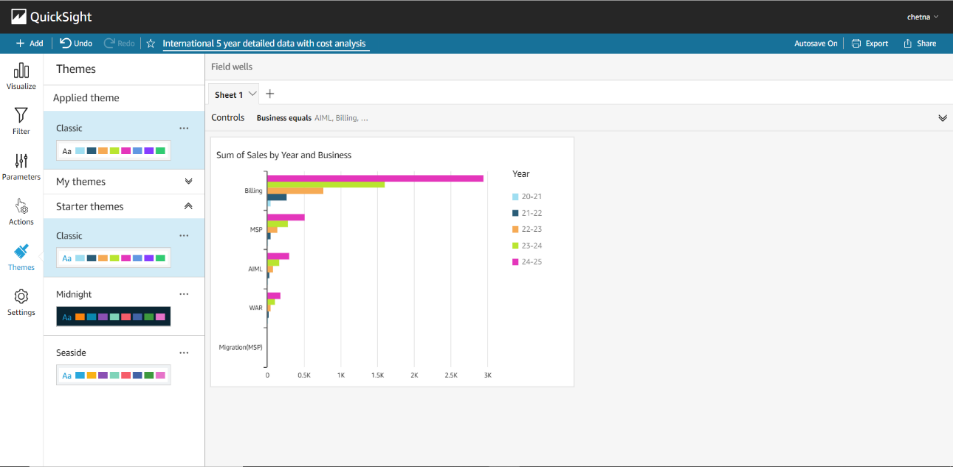 QuickSight
chetna
+ Add Undo Redo International 5 year detailed data with cost analysis Autosave On Export Share
Visualize
Filter
Parameters
Actions
Themes
Settings
Themes
Applied theme
Classic
Aa
My themes
Starter themes
Classic
Aa
Midnight
Aa
Seaside
Aa
Field wells
Sheet 1 +
Controls Business equals AIML, Billing, ...
Sum of Sales by Year and Business
Billing
MSP
AIML
WAR
Migration(MSP)
0 0.5K 1K 1.5K 2K 2.5K 3K
Year
20-21
21-22
22-23
23-24
24-25